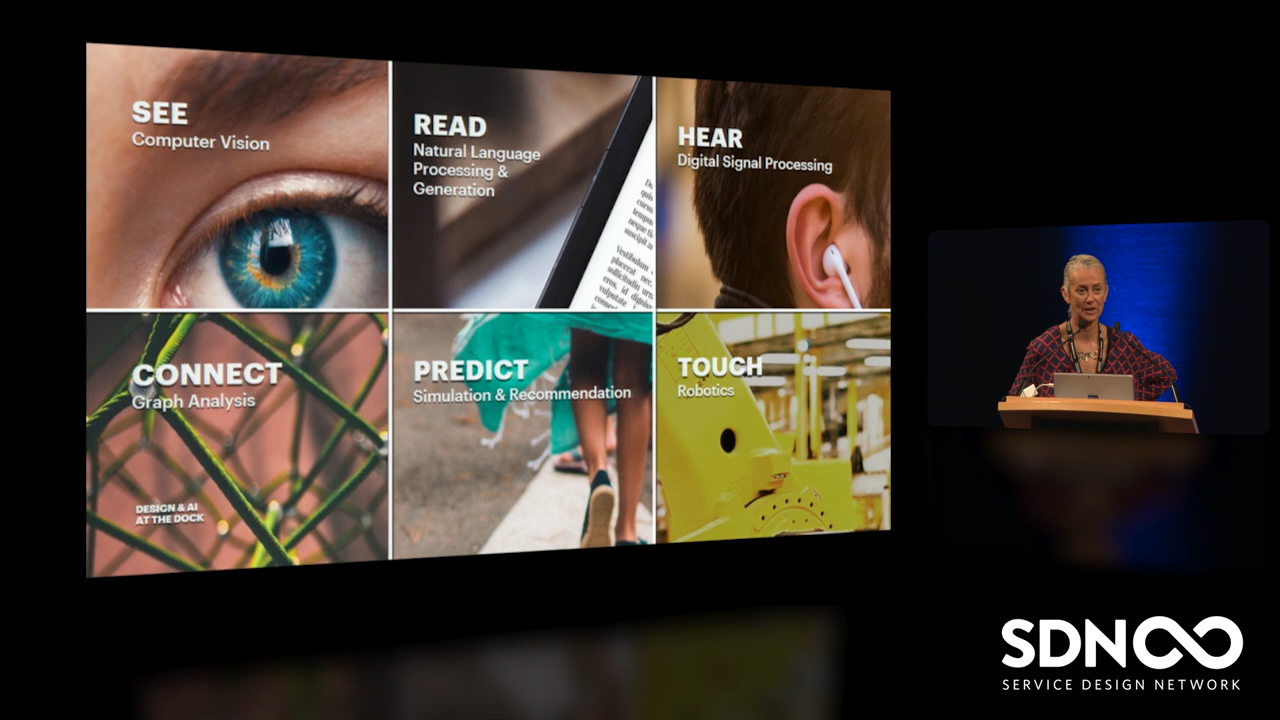 SEE
Computer Vision
READ
Natural Language
Processing &
Generation
HEAR
Digital Signal Processing
CONNECT
Graph Analysis
DESIGN & AI
AT THE DOCK
PREDICT
Simulation & Recommendation
TOUCH
Robotics
SDN
SERVICE DESIGN NETWORK